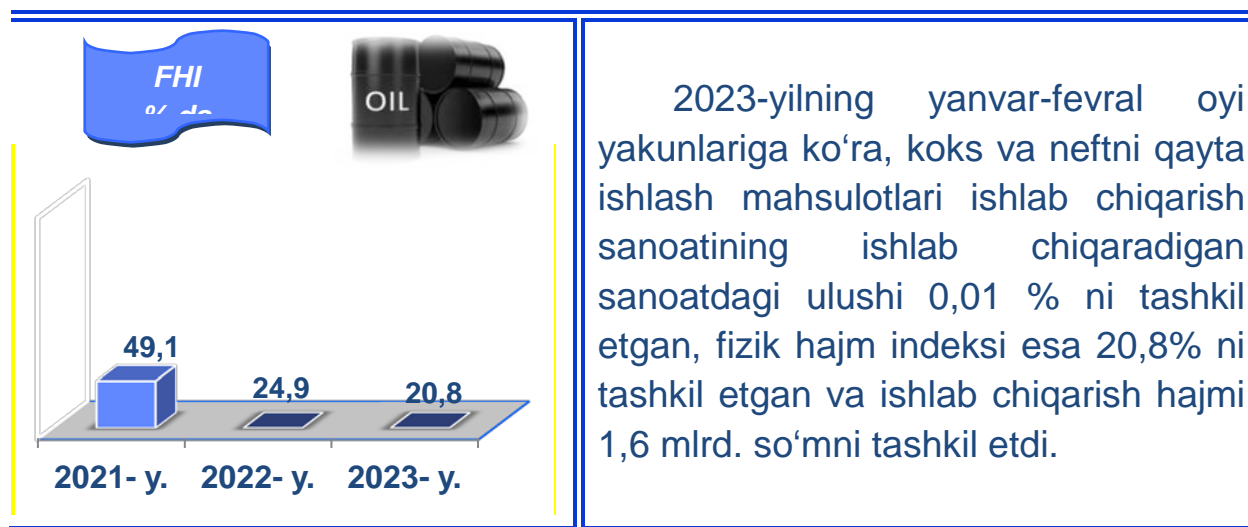 FHI
% da
OIL
49,1
24,9
20,8
2021- y.
2022- y.
2023- y.
2023-yilning yanvar-fevral oyi
yakunlariga ko‘ra, koks va neftni qayta
ishlash mahsulotlari ishlab chiqarish
sanoatining ishlab chiqaradigan
sanoatdagi ulushi 0,01 % ni tashkil
etgan, fizik hajm indeksi esa 20,8% ni
tashkil etgan va ishlab chiqarish hajmi
1,6 mlrd. so‘mni tashkil etdi.